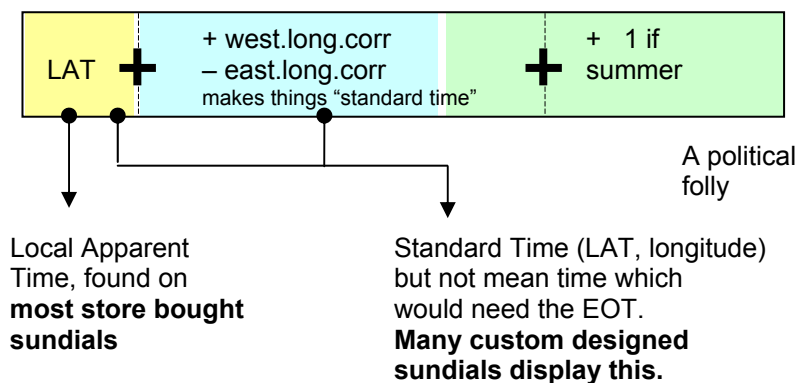 LAT + + west.long.corr + + 1 if
– east.long.corr summer
makes things “standard time”
A political
folly
Local Apparent
Time, found on
most store bought
sundials
Standard Time (LAT, longitude)
but not mean time which
would need the EOT.
Many custom designed
sundials display this.